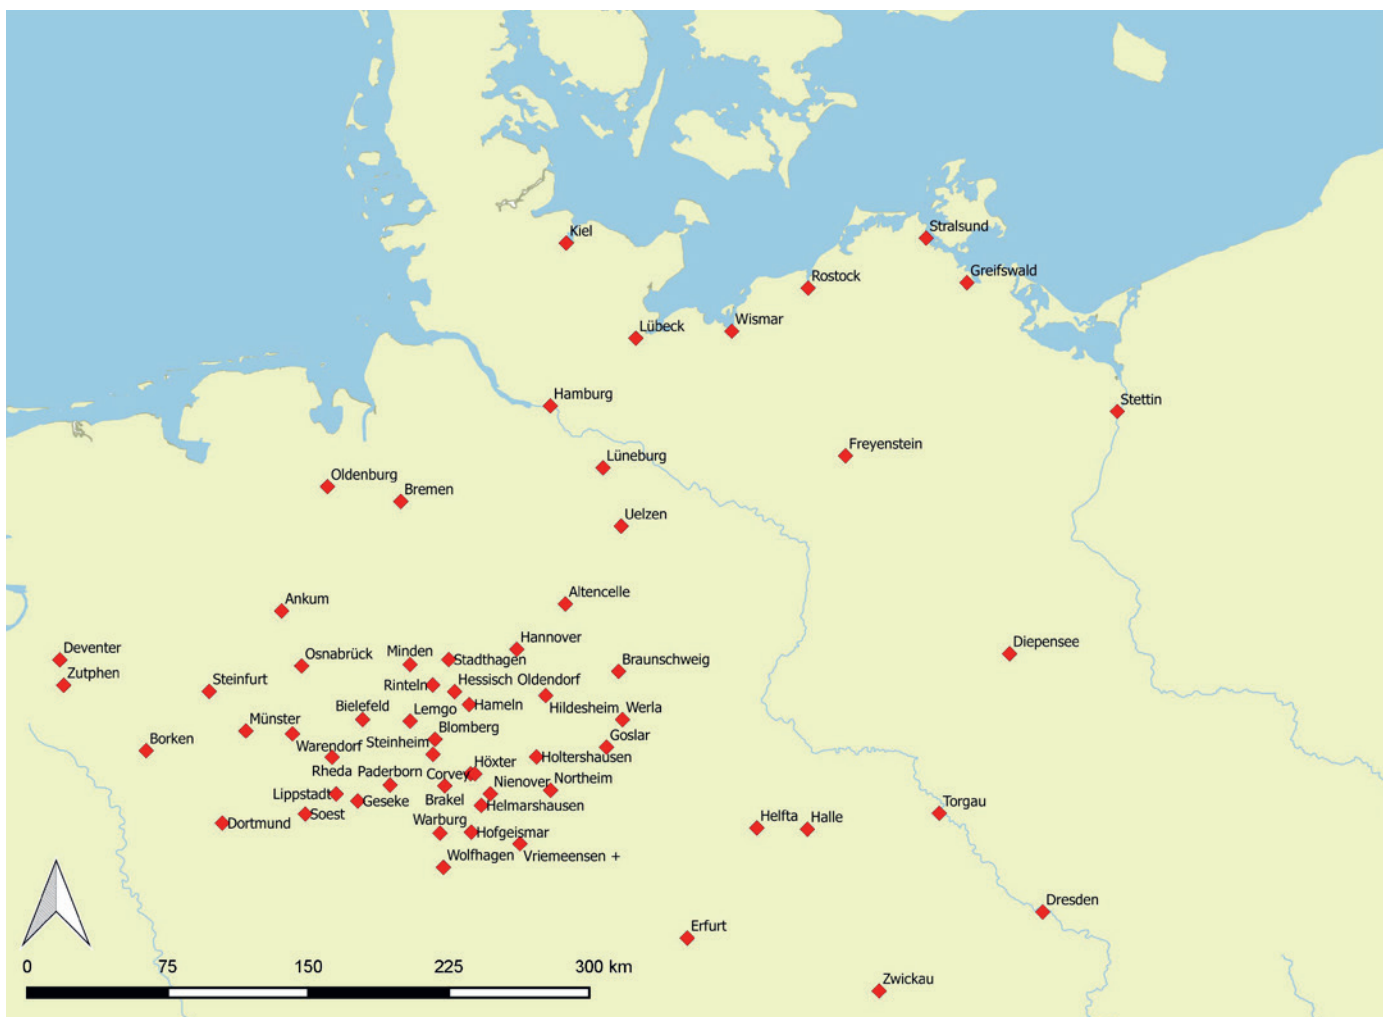 Kiel
Stralsund
Greifswald
Rostock
Wismar
Lübeck
Hamburg
Stettin
Freyenstein
Lüneburg
Oldenburg
Bremen
Uelzen
Altencelle
Ankum
Hannover
Diepensee
Deventer
Osnabrück
Minden
Stadthagen
Braunschweig
Zutphen
Steinfurt
Rinteln
Hessisch Oldendorf
Bielefeld
Lemgo
Hameln
Hildesheim
Werla
Münster
Blomberg
Borken
Warendorf
Steinheim
Goslar
Rheda
Paderborn
Corvey
Höxter
Holtershausen
Lippstadt
Geseke
Brakel
Nienover
Northeim
Helmarshausen
Torgau
Dortmund
Soest
Warburg
Hofgeismar
Helfta
Halle
Wolfhagen
Vriemeensen +
Dresden
Erfurt
Zwickau
0 75 150 225 300 km